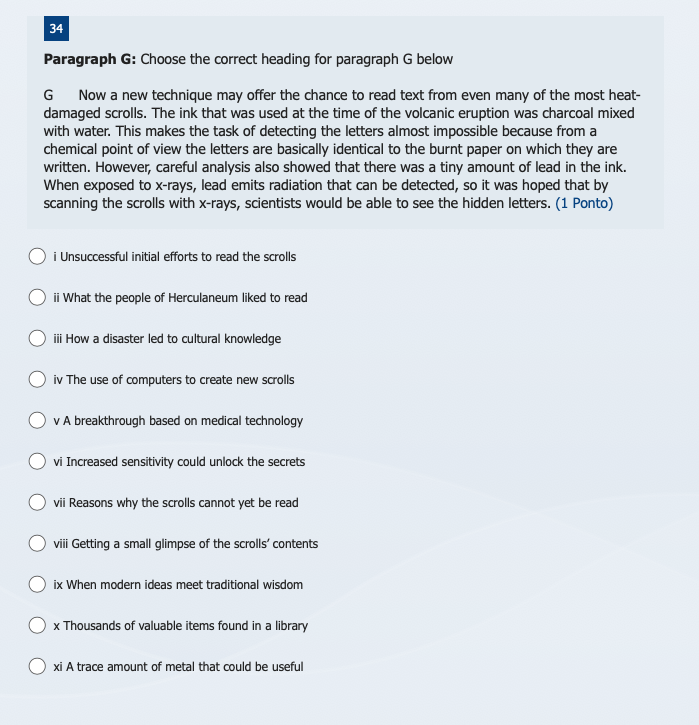 34
Paragraph G: Choose the correct heading for paragraph G below
G Now a new technique may offer the chance to read text from even many of the most heat-
damaged scrolls. The ink that was used at the time of the volcanic eruption was charcoal mixed
with water. This makes the task of detecting the letters almost impossible because from a
chemical point of view the letters are basically identical to the burnt paper on which they are
written. However, careful analysis also showed that there was a tiny amount of lead in the ink.
When exposed to x-rays, lead emits radiation that can be detected, so it was hoped that by
scanning the scrolls with x-rays, scientists would be able to see the hidden letters. (1 Ponto)
i Unsuccessful initial efforts to read the scrolls
ii What the people of Herculaneum liked to read
iii How a disaster led to cultural knowledge
iv The use of computers to create new scrolls
v A breakthrough based on medical technology
vi Increased sensitivity could unlock the secrets
vii Reasons why the scrolls cannot yet be read
viii Getting a small glimpse of the scrolls' contents
ix When modern ideas meet traditional wisdom
x Thousands of valuable items found in a library
xi A trace amount of metal that could be useful